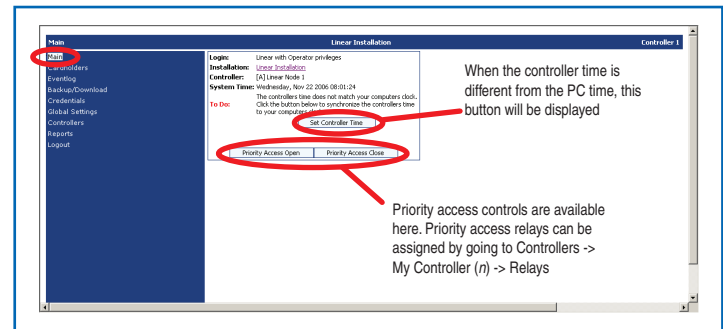 Main Linear Installation Controller 1
Main
Cardholders
Eventlog
Backup/Download
Credentials
Global Settings
Controllers
Reports
Logout
Login: Linear with Operator privileges
Installation: Linear Installation
Controller: [A] Linear Node 1
System Time: Wednesday, Nov 22 2006 08:01:24
To Do: The controllers time does not match your computers clock.
Click the button below to synchronize the controllers time
to your computers clock.
Set Controller Time
Priority Access Open Priority Access Close
When the controller time is
different from the PC time, this
button will be displayed
Priority access controls are available
here. Priority access relays can be
assigned by going to Controllers ->
My Controller (n) -> Relays